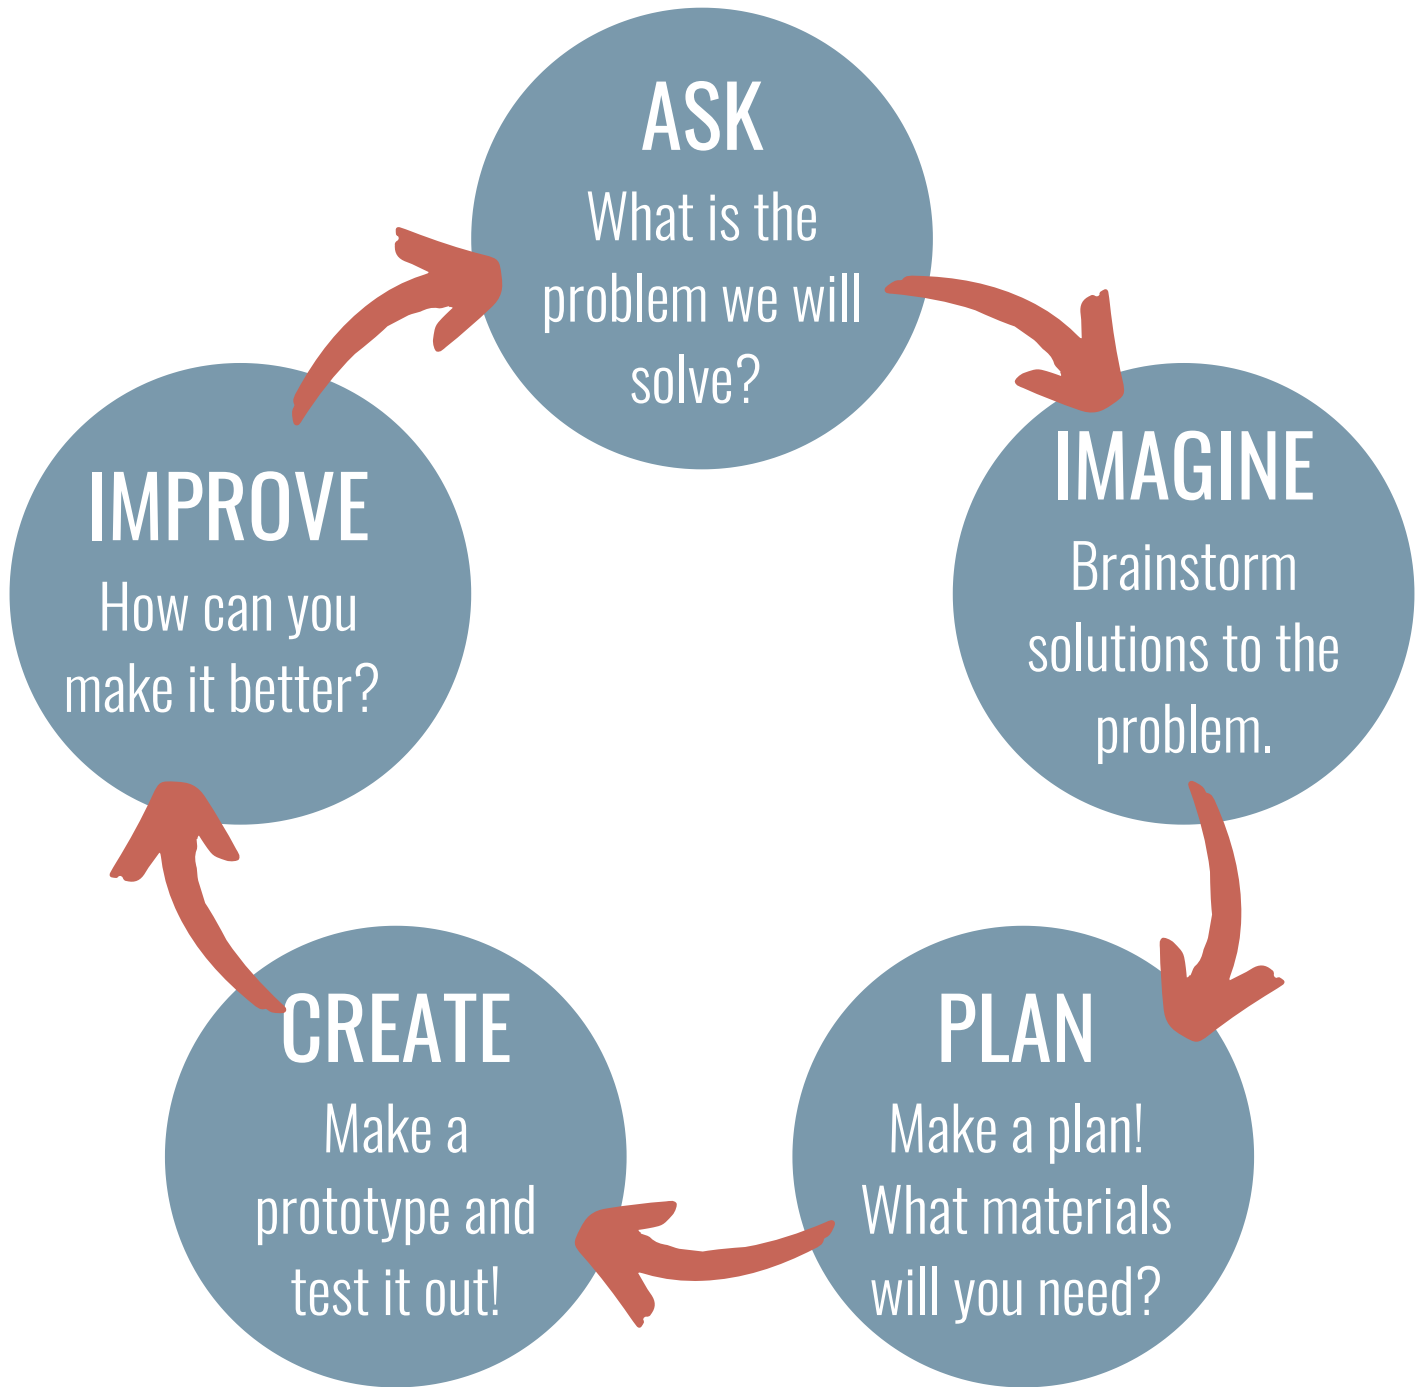 ASK
What is the
problem we will
solve?
IMAGINE
Brainstorm
solutions to the
problem.
PLAN
Make a plan!
What materials
will you need?
CREATE
Make a
prototype and
test it out!
IMPROVE
How can you
make it better?